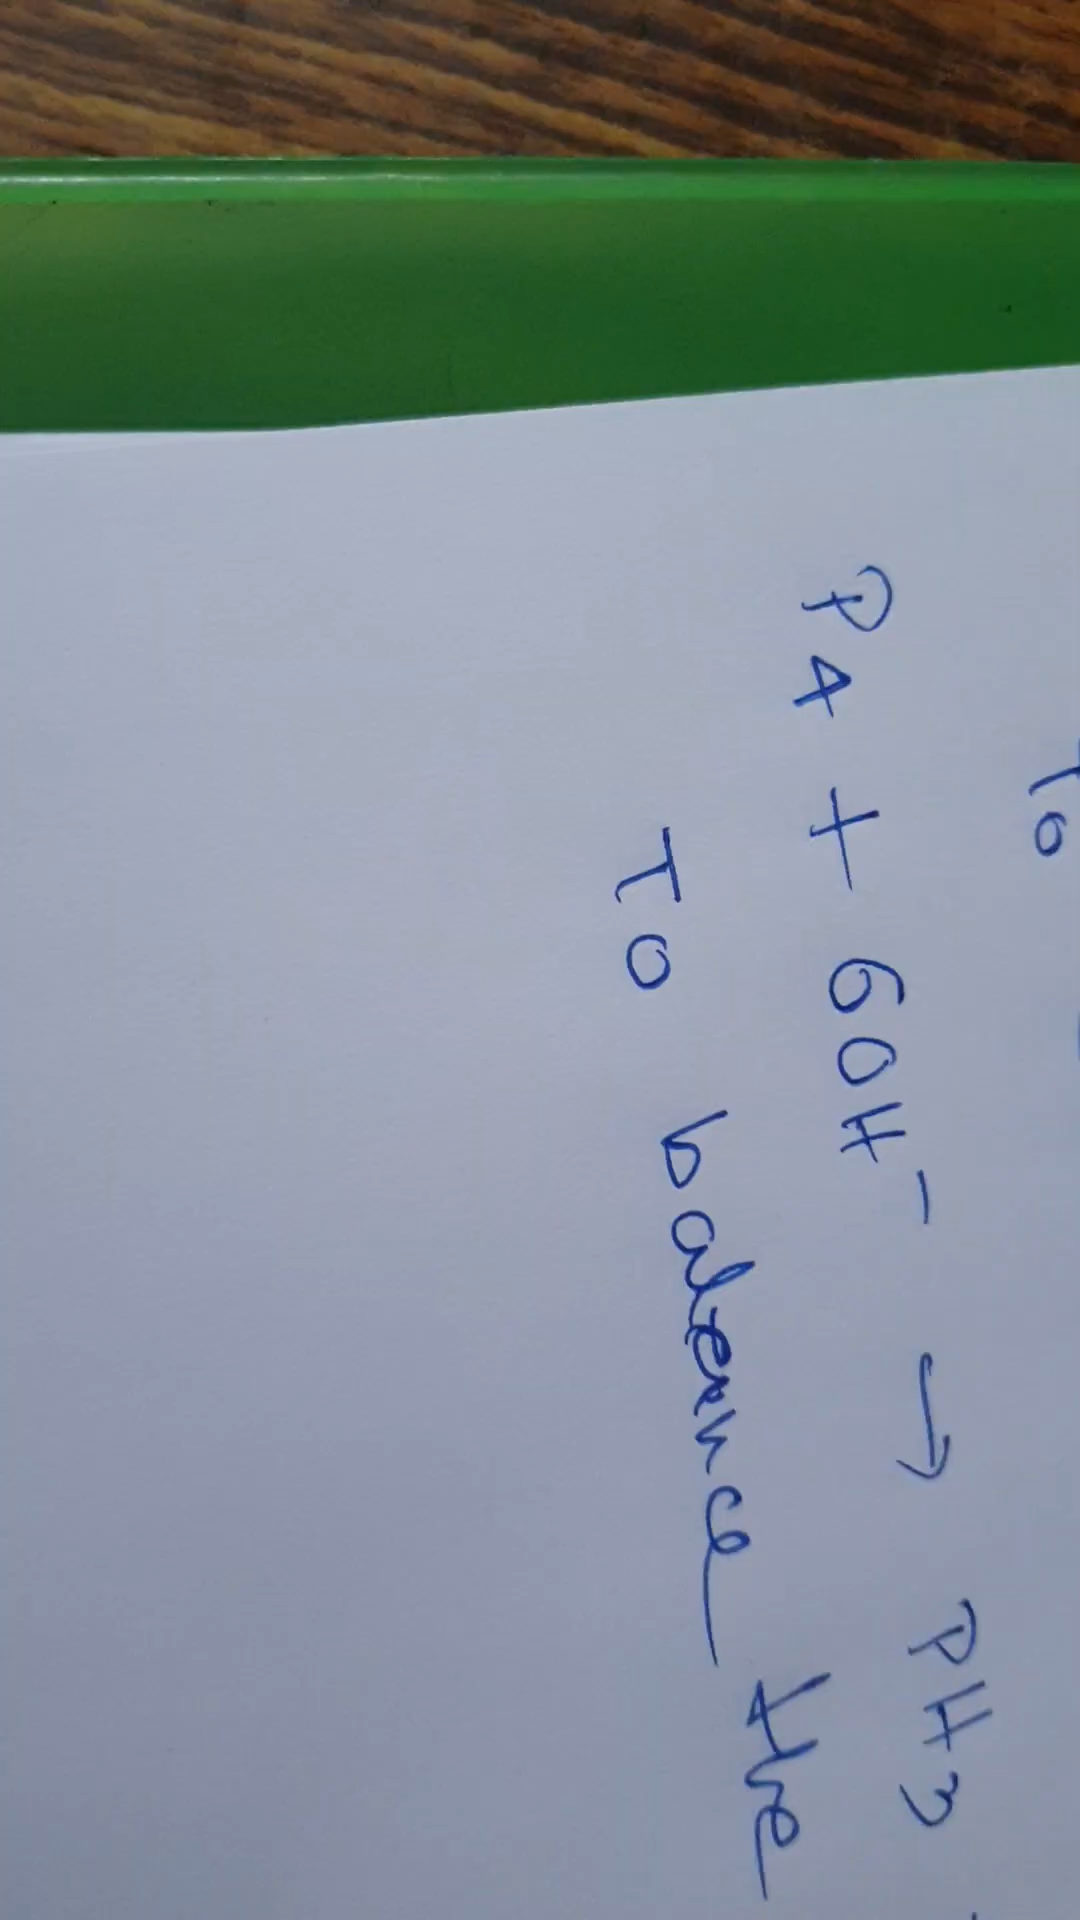 To
P4 + 6OH⁻ → PH3
To balance the